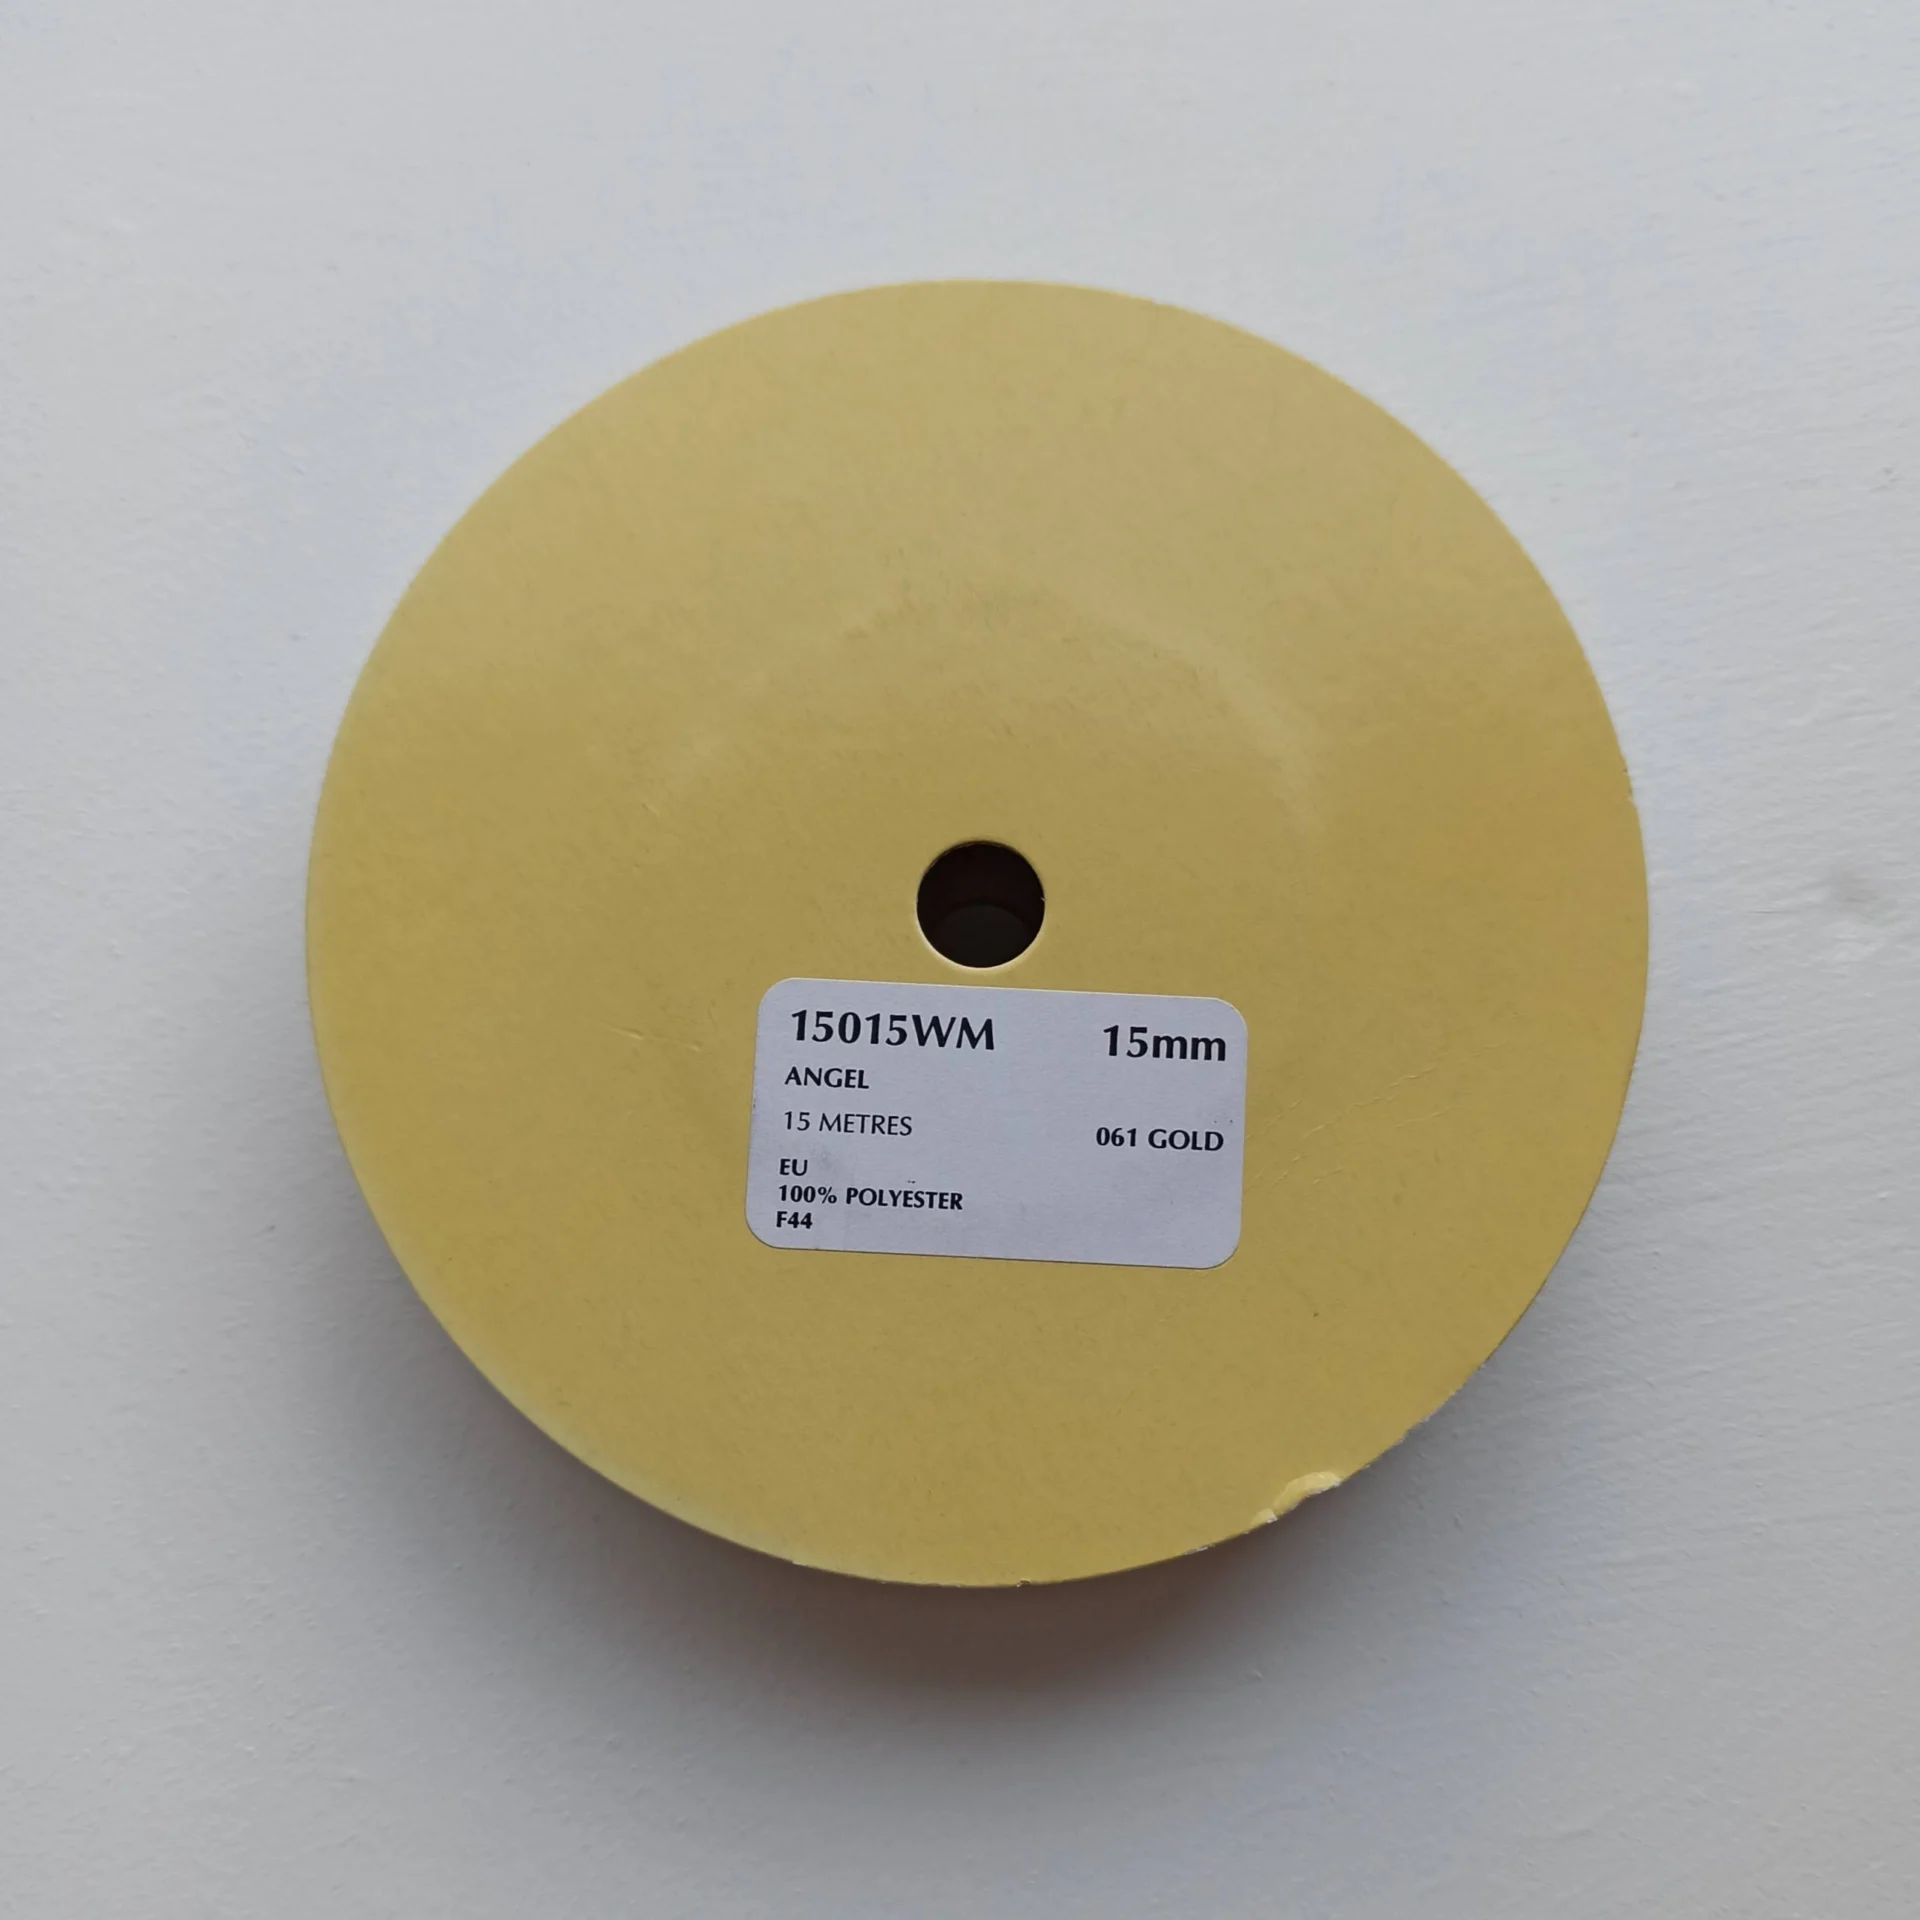 15015WM 15mm
ANGEL
15 METRES 061 GOLD
EU
100% POLYESTER
F44